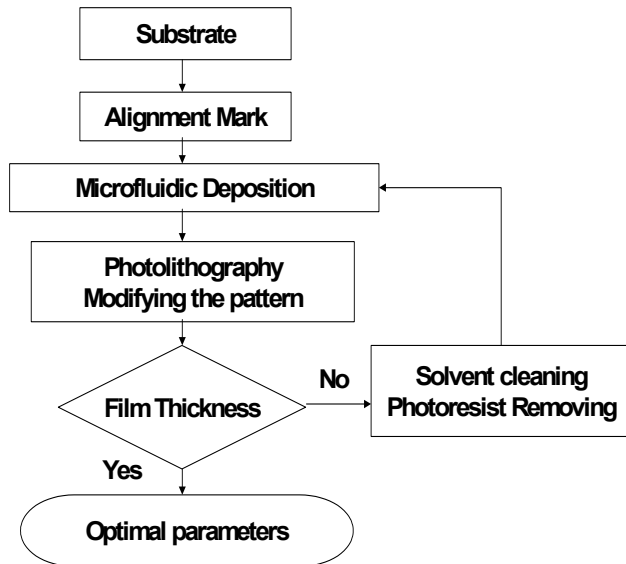 Substrate
Alignment Mark
Microfluidic Deposition
Photolithography
Modifying the pattern
Film Thickness
No
Solvent cleaning
Photoresist Removing
Yes
Optimal parameters